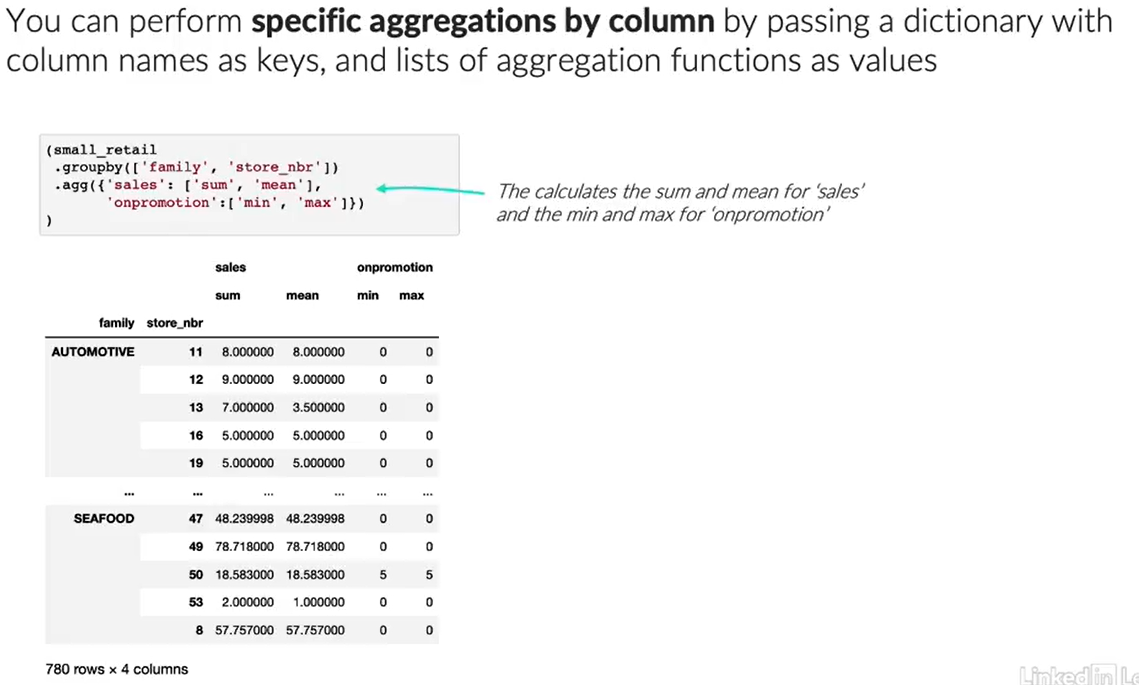 You can perform specific aggregations by column by passing a dictionary with
column names as keys, and lists of aggregation functions as values
(small_retail
.groupby(['family', 'store_nbr'])
.agg({'sales': ['sum', 'mean'],
'onpromotion':['min', 'max']})
)
The calculates the sum and mean for 'sales'
and the min and max for 'onpromotion'
sales onpromotion
sum mean min max
family store_nbr
AUTOMOTIVE 11 8.000000 8.000000 0 0
12 9.000000 9.000000 0 0
13 7.000000 3.500000 0 0
16 5.000000 5.000000 0 0
19 5.000000 5.000000 0 0
... ... ... ... ... ...
SEAFOOD 47 48.239998 48.239998 0 0
49 78.718000 78.718000 0 0
50 18.583000 18.583000 5 5
53 2.000000 1.000000 0 0
8 57.757000 57.757000 0 0
780 rows × 4 columns
Linked in Le